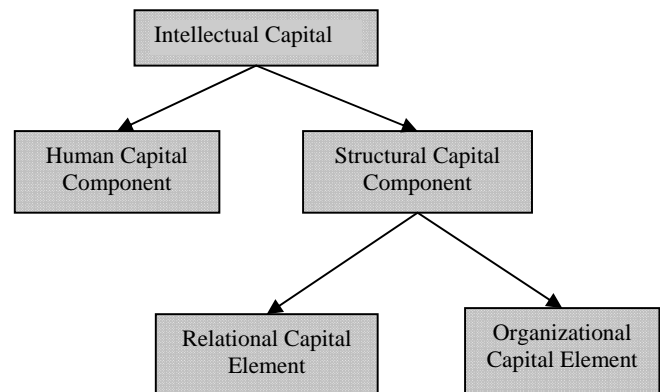 Intellectual Capital
Human Capital
Component
Structural Capital
Component
Relational Capital
Element
Organizational
Capital Element